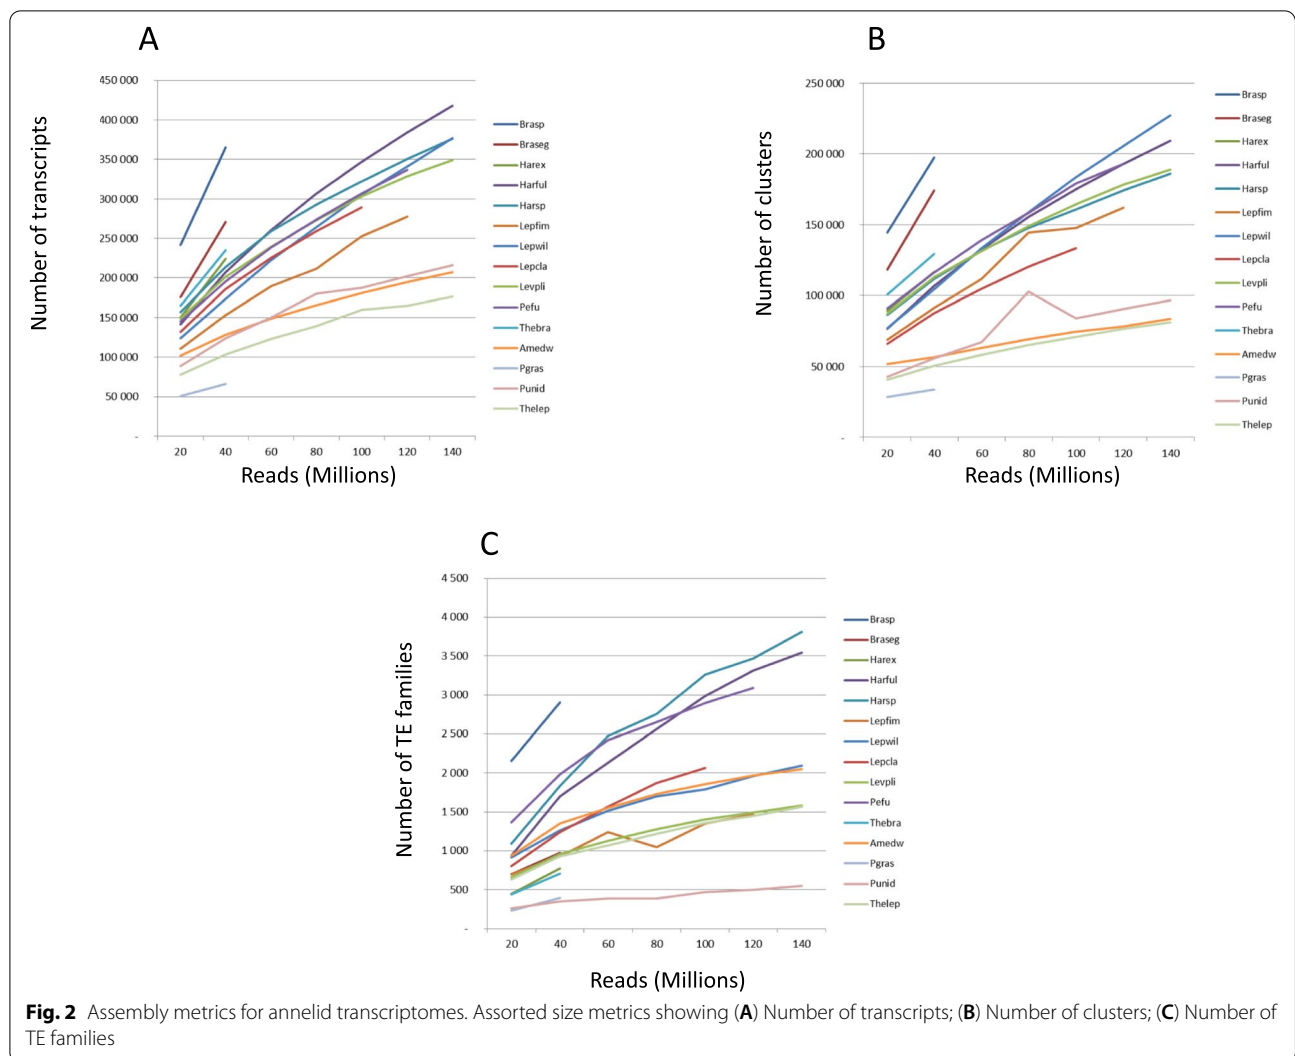 A
450 000
400 000
350 000
300 000
250 000
200 000
150 000
100 000
50 000
-
20 40 60 80 100 120 140
Number of transcripts
Reads (Millions)
Brasp
Braseg
Harex
Harful
Harsp
Lepfim
Lepwil
Lepcla
Levpli
Pefu
Thebra
Amedw
Pgras
Punid
Thelep
B
250 000
200 000
150 000
100 000
50 000
-
20 40 60 80 100 120 140
Number of clusters
Reads (Millions)
Brasp
Braseg
Harex
Harful
Harsp
Lepfim
Lepwil
Lepcla
Levpli
Pefu
Thebra
Amedw
Pgras
Punid
Thelep
C
4 500
4 000
3 500
3 000
2 500
2 000
1 500
1 000
500
-
20 40 60 80 100 120 140
Number of TE families
Reads (Millions)
Brasp
Braseg
Harex
Harful
Harsp
Lepfim
Lepwil
Lepcla
Levpli
Pefu
Thebra
Amedw
Pgras
Punid
Thelep
Fig. 2 Assembly metrics for annelid transcriptomes. Assorted size metrics showing (A) Number of transcripts; (B) Number of clusters; (C) Number of
TE families